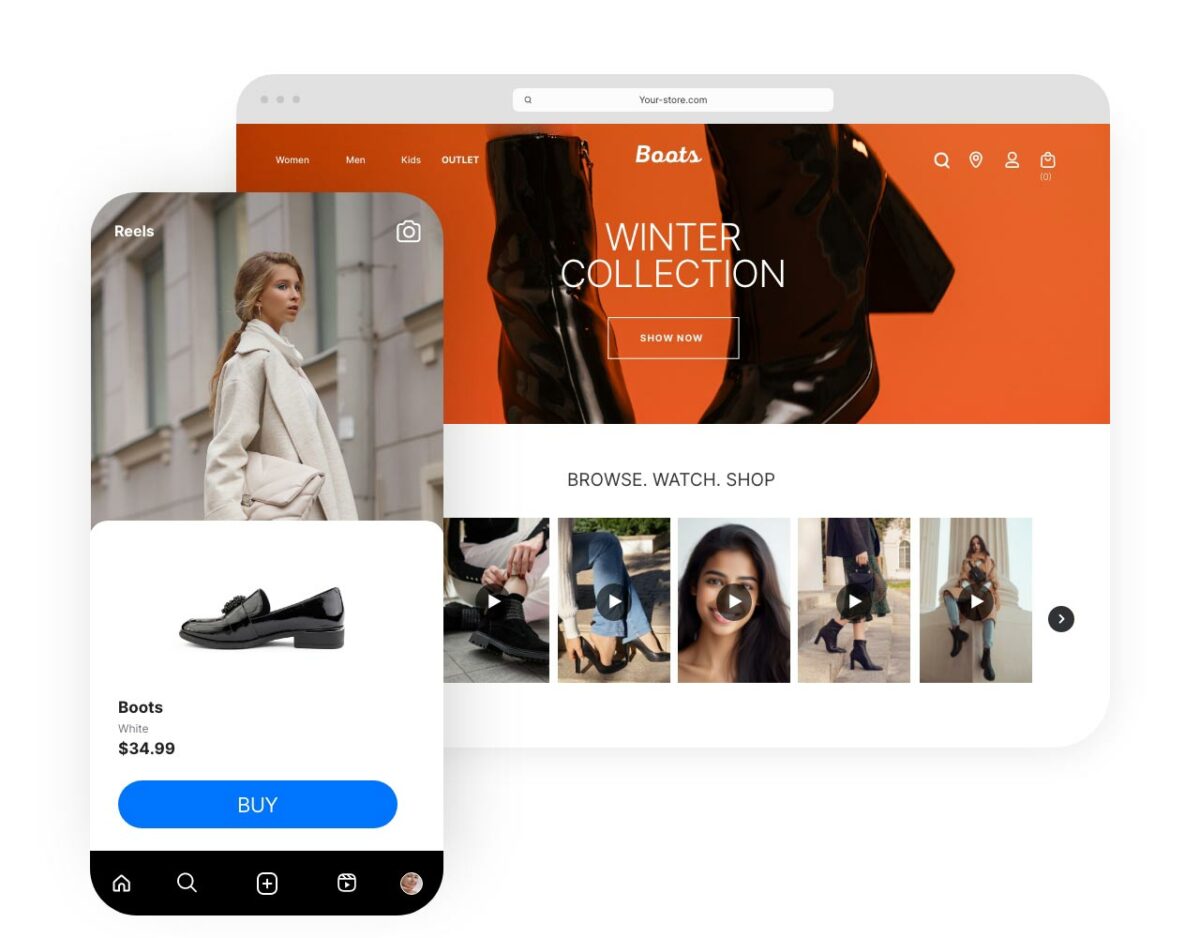 Your-store.com
Women Men Kids OUTLET
Boots
(0)
WINTER
COLLECTION
SHOW NOW
BROWSE. WATCH. SHOP
Reels
Boots
White
$34.99
BUY